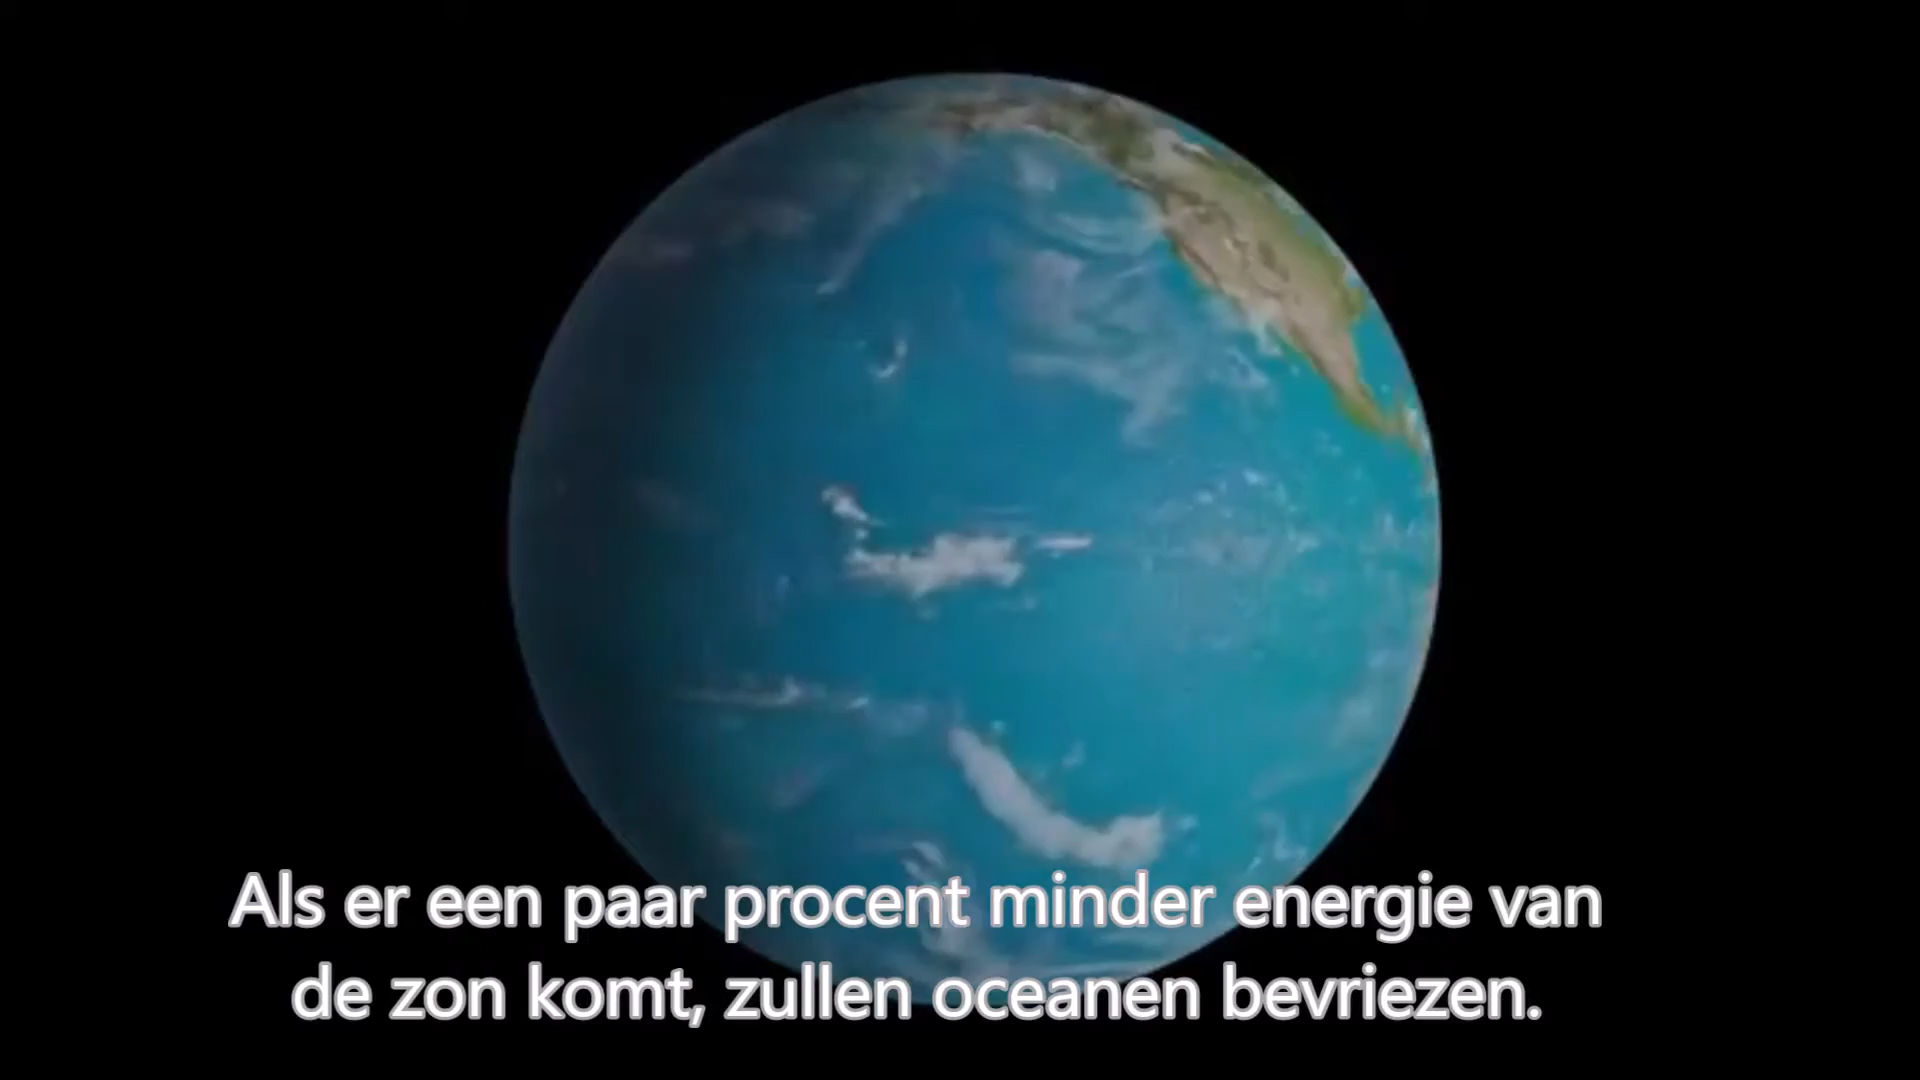 Als er een paar procent minder energie van
de zon komt, zullen oceanen bevriezen.